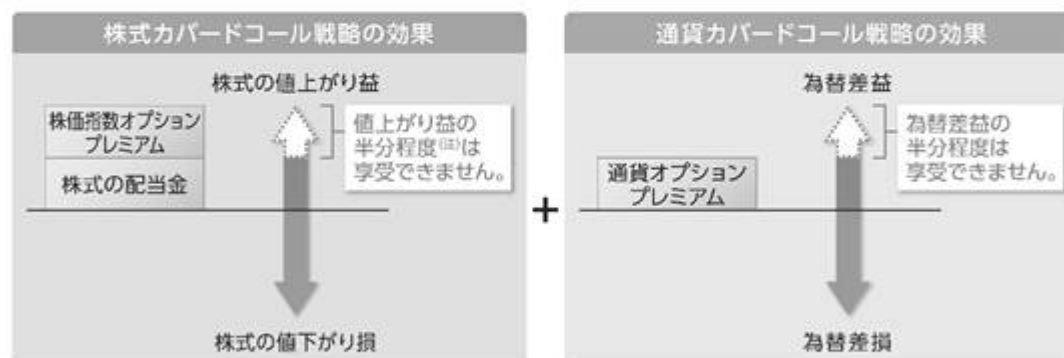 株式カバードコール戦略の効果
株式の値上がり益
株価指数オプション
プレミアム
株式の配当金
値上がり益の
半分程度(注)は
享受できません。
株式の値下がり損
+
通貨カバードコール戦略の効果
為替差益
通貨オプション
プレミアム
為替差益の
半分程度は
享受できません。
為替差損